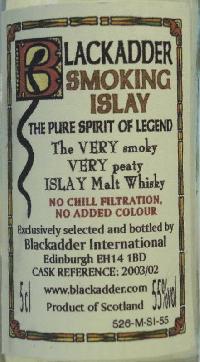 BLACKADDER
SMOKING
ISLAY
THE PURE SPIRIT OF LEGEND
The VERY smoky
VERY peaty
ISLAY Malt Whisky
NO CHILL FILTRATION,
NO ADDED COLOUR
Exclusively selected and bottled by
Blackadder International
Edinburgh EH14 1BD
CASK REFERENCE: 2003/02
www.blackadder.com
5cl
Product of Scotland
55%vol
526-M-SI-55